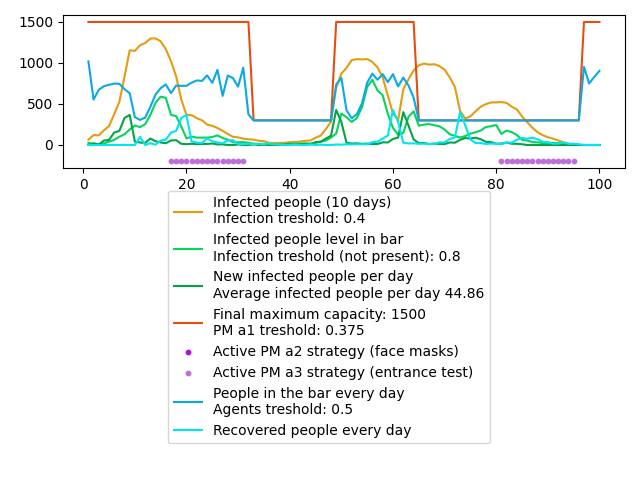 1500
1000
500
0
0 20 40 60 80 100
Infected people (10 days)
Infection treshold: 0.4
Infected people level in bar
Infection treshold (not present): 0.8
New infected people per day
Average infected people per day 44.86
Final maximum capacity: 1500
PM a1 treshold: 0.375
Active PM a2 strategy (face masks)
Active PM a3 strategy (entrance test)
People in the bar every day
Agents treshold: 0.5
Recovered people every day